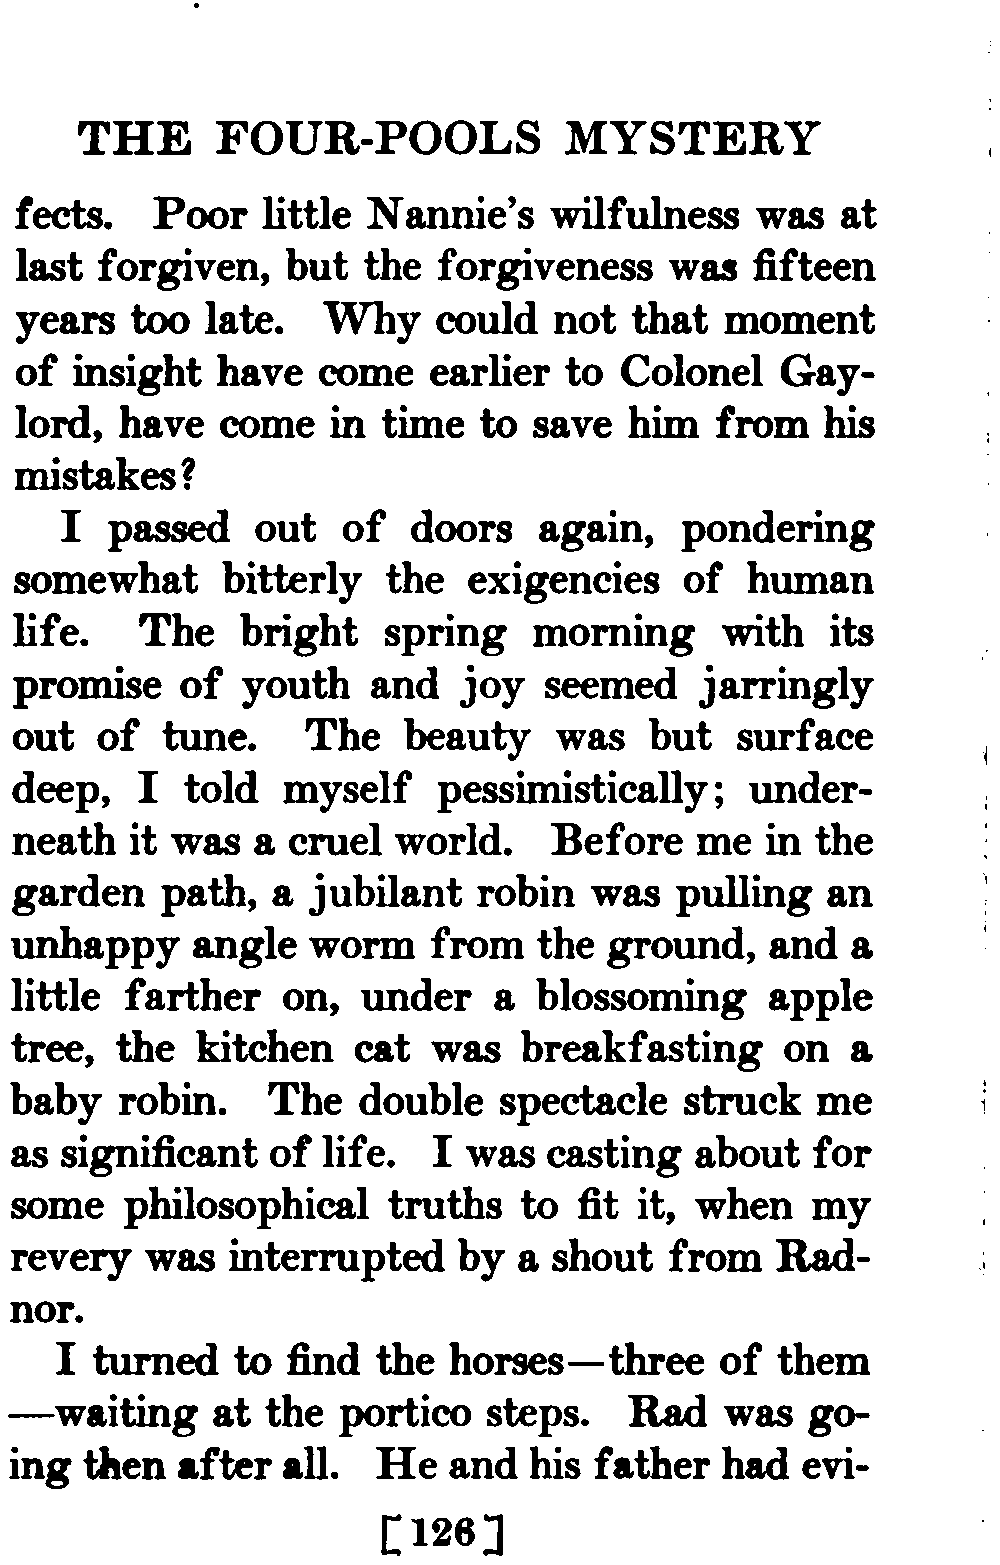 THE FOUR-POOLS MYSTERY
fects. Poor little Nannie's wilfulness was at
last forgiven, but the forgiveness was fifteen
years too late. Why could not that moment
of insight have come earlier to Colonel Gay-
lord, have come in time to save him from his
mistakes?
I passed out of doors again, pondering
somewhat bitterly the exigencies of human
life. The bright spring morning with its
promise of youth and joy seemed jarringly
out of tune. The beauty was but surface
deep, I told myself pessimistically; under-
neath it was a cruel world. Before me in the
garden path, a jubilant robin was pulling an
unhappy angle worm from the ground, and a
little farther on, under a blossoming apple
tree, the kitchen cat was breakfasting on a
baby robin. The double spectacle struck me
as significant of life. I was casting about for
some philosophical truths to fit it, when my
revery was interrupted by a shout from Rad-
nor.
I turned to find the horses—three of them
—waiting at the portico steps. Rad was go-
ing then after all. He and his father had evi-
[126]